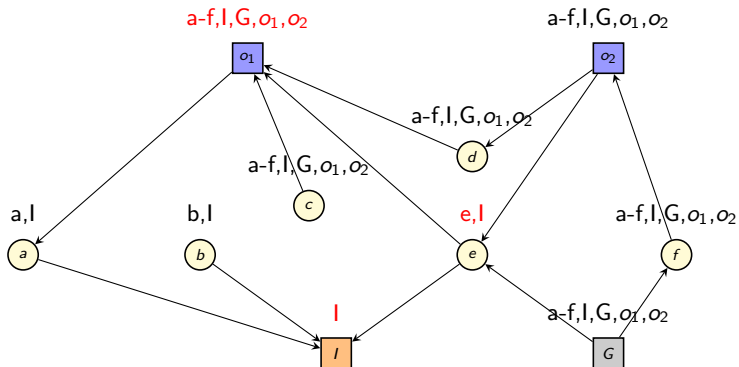 a–f,I,G,o₁,o₂
a–f,I,G,o₁,o₂
o₁
o₂
a–f,I,G,o₁,o₂
d
a–f,I,G,o₁,o₂
c
a,I
b,I
e,I
a–f,I,G,o₁,o₂
a
b
e
f
I
a–f,I,G,o₁,o₂
I
G